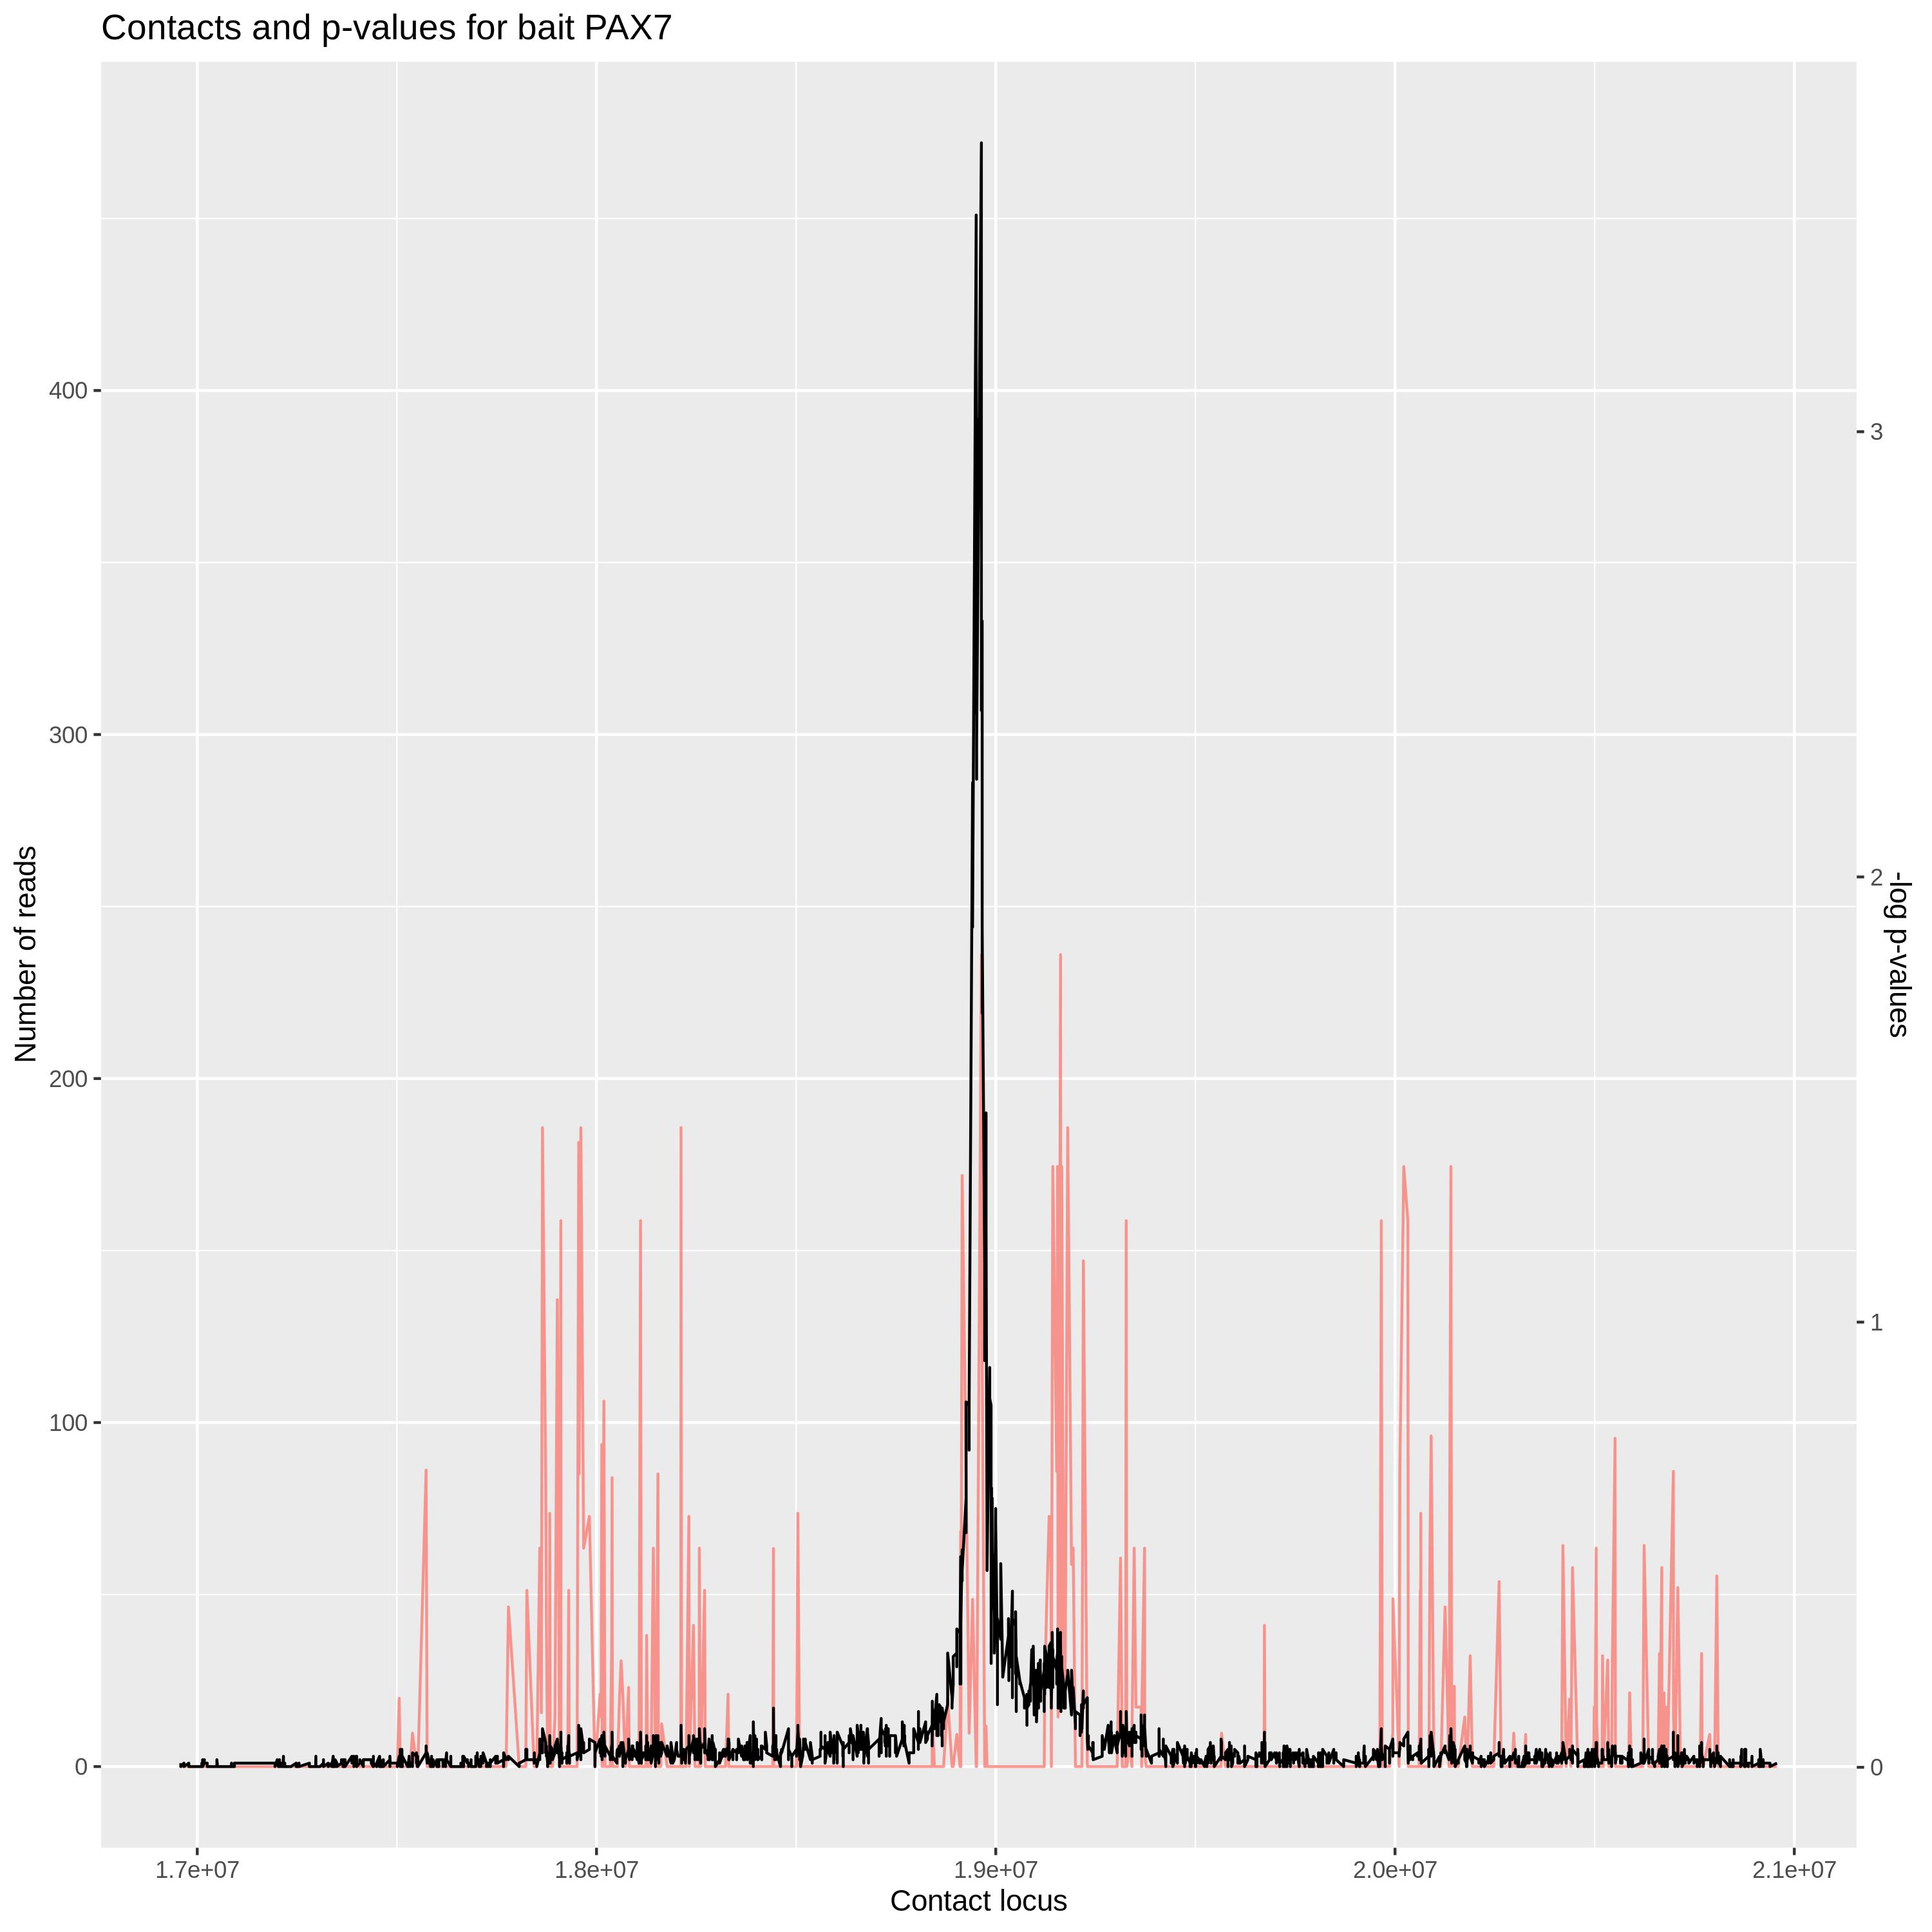 Contacts and p-values for bait PAX7
Number of reads
400
300
200
100
0
3
2
1
0
-log p-values
1.7e+07 1.8e+07 1.9e+07 2.0e+07 2.1e+07
Contact locus